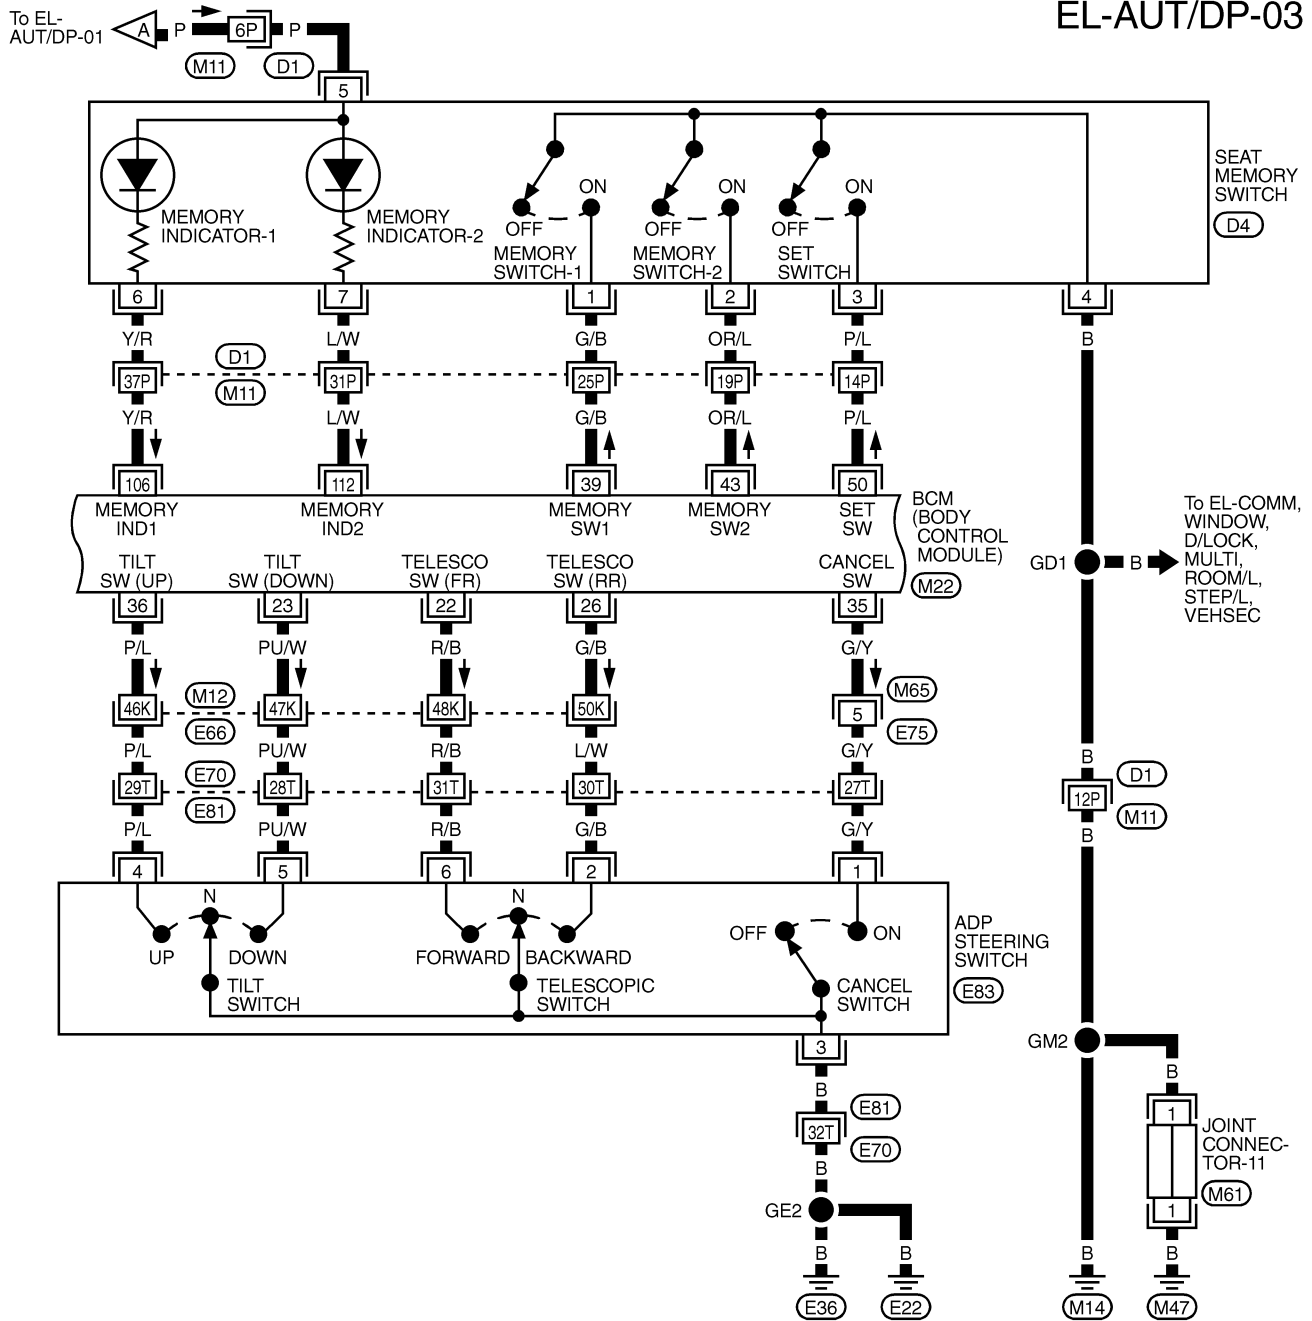 EL-AUT/DP-03
To EL-
AUT/DP-01
A
P
6P
P
M11
D1
5
SEAT
MEMORY
SWITCH
D4
MEMORY
INDICATOR-1
MEMORY
INDICATOR-2
ON
OFF
MEMORY
SWITCH-1
ON
OFF
MEMORY
SWITCH-2
ON
OFF
SET
SWITCH
6
7
1
2
3
4
Y/R
L/W
G/B
OR/L
P/L
B
D1
37P
31P
25P
19P
14P
M11
Y/R
L/W
G/B
OR/L
P/L
106
112
39
43
50
MEMORY
IND1
MEMORY
IND2
MEMORY
SW1
MEMORY
SW2
SET
SW
BCM
(BODY
CONTROL
MODULE)
M22
TILT
SW (UP)
TILT
SW (DOWN)
TELESCO
SW (FR)
TELESCO
SW (RR)
CANCEL
SW
GD1
B
To EL-COMM,
WINDOW,
D/LOCK,
MULTI,
ROOM/L,
STEP/L,
VEHSEC
36
23
22
26
35
P/L
PU/W
R/B
G/B
G/Y
M12
M65
46K
47K
48K
50K
5
E66
E75
P/L
PU/W
R/B
L/W
G/Y
B
E70
D1
29T
28T
31T
30T
27T
12P
E81
M11
P/L
PU/W
R/B
G/B
G/Y
B
4
5
6
2
1
N
UP
DOWN
TILT
SWITCH
N
FORWARD
BACKWARD
TELESCOPIC
SWITCH
OFF
ON
CANCEL
SWITCH
ADP
STEERING
SWITCH
E83
3
GM2
B
B
E81
32T
E70
B
1
JOINT
CONNEC-
TOR-11
M61
1
GE2
B
B
B
B
E36
E22
M14
M47